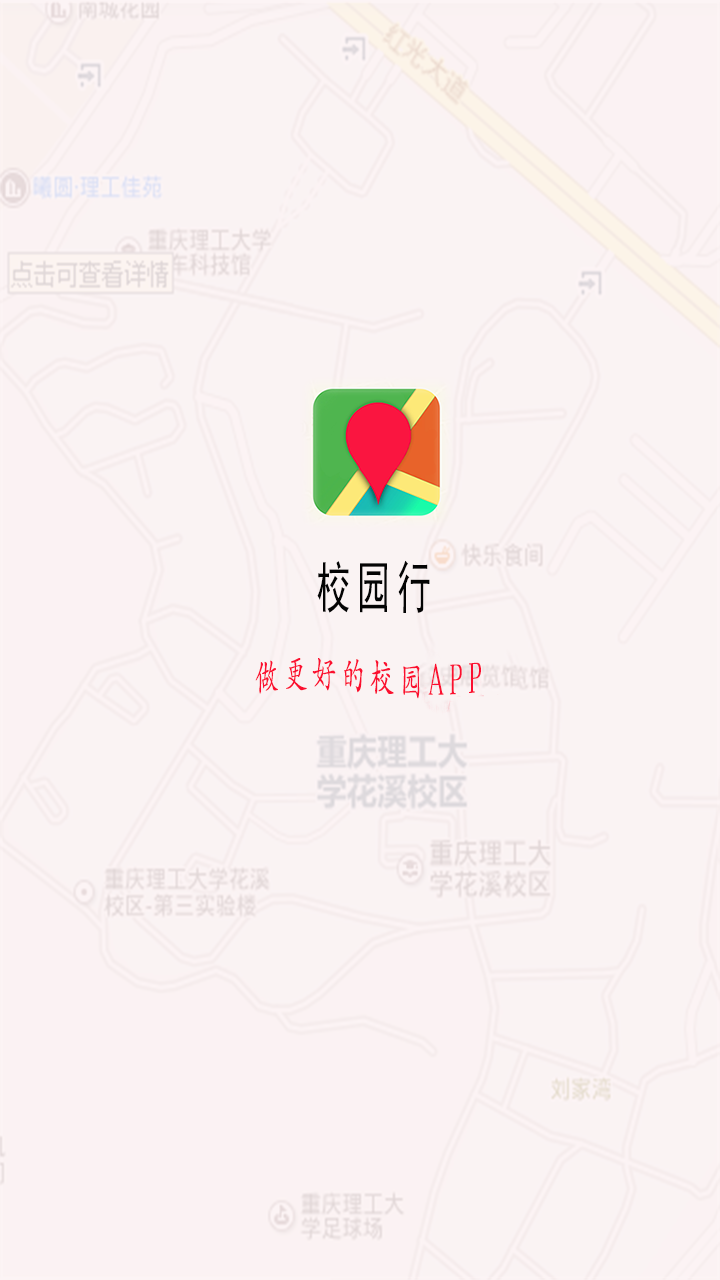 南城花园
红光大道
曦圆·理工佳苑
重庆理工大学
车科技馆
点击可查看详情
快乐食间
校园行
做更好的校园APP
览馆
重庆理工大
学花溪校区
重庆理工大
学花溪校区
重庆理工大学花溪
校区-第三实验楼
刘家湾
重庆理工大
学足球场